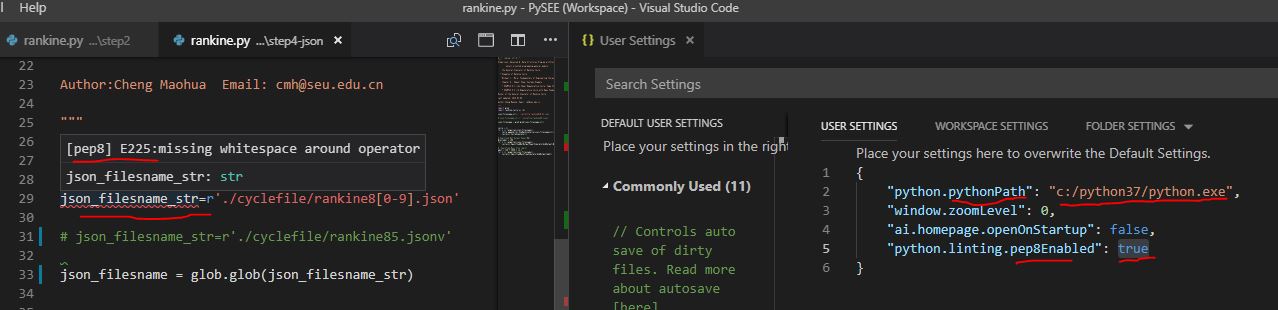 l Help
rankine.py - PySEE (Workspace) - Visual Studio Code
rankine.py ...\step2
rankine.py ...\step4-json
User Settings
22
23 Author:Cheng Maohua  Email: cmh@seu.edu.cn
24
25 """
26 [pep8] E225:missing whitespace around operator
27
28 json_filesname_str: str
29 json_filesname_str=r'./cyclefile/rankine8[0-9].json'
30
31 # json_filesname_str=r'./cyclefile/rankine85.jsonv'
32
33 json_filesname = glob.glob(json_filesname_str)
34
Search Settings
DEFAULT USER SETTINGS
Place your settings in the right
Commonly Used (11)
// Controls auto
save of dirty
files. Read more
about autosave
[here]
USER SETTINGS
WORKSPACE SETTINGS
FOLDER SETTINGS
Place your settings here to overwrite the Default Settings.
1 {
2 "python.pythonPath": "c:/python37/python.exe",
3 "window.zoomLevel": 0,
4 "ai.homepage.openOnStartup": false,
5 "python.linting.pep8Enabled": true
6 }